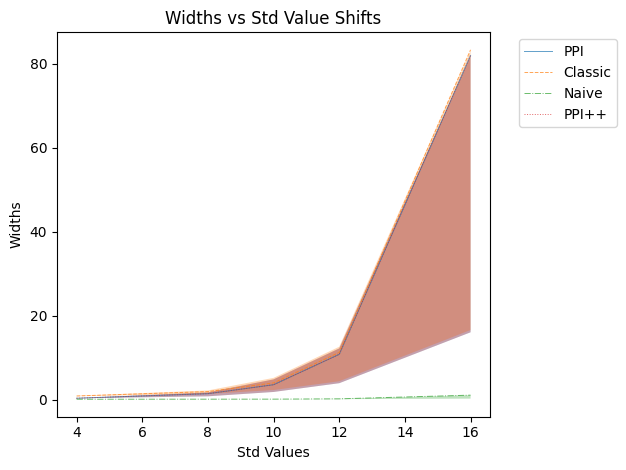 Widths vs Std Value Shifts
PPI
Classic
Naive
PPI++
80
60
40
20
0
Widths
4
6
8
10
12
14
16
Std Values